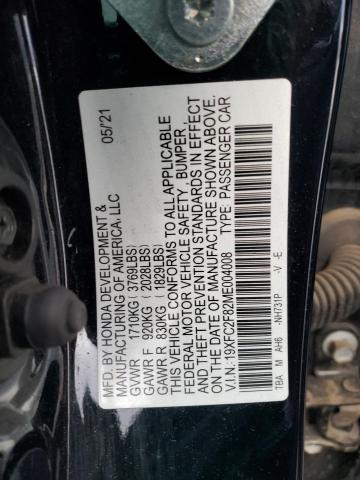 MFD. BY HONDA DEVELOPMENT &
MANUFACTURING OF AMERICA, LLC
05/'21
GVWR 1710KG (3769LBS)
GAWR F 920KG (2028LBS)
GAWR R 830KG (1829LBS)
THIS VEHICLE CONFORMS TO ALL APPLICABLE
FEDERAL MOTOR VEHICLE SAFETY, BUMPER,
AND THEFT PREVENTION STANDARDS IN EFFECT
ON THE DATE OF MANUFACTURE SHOWN ABOVE.
V.I.N.: 19XFC2F82ME004008 TYPE: PASSENGER CAR
TBA M AH6 -NH731P -V -E